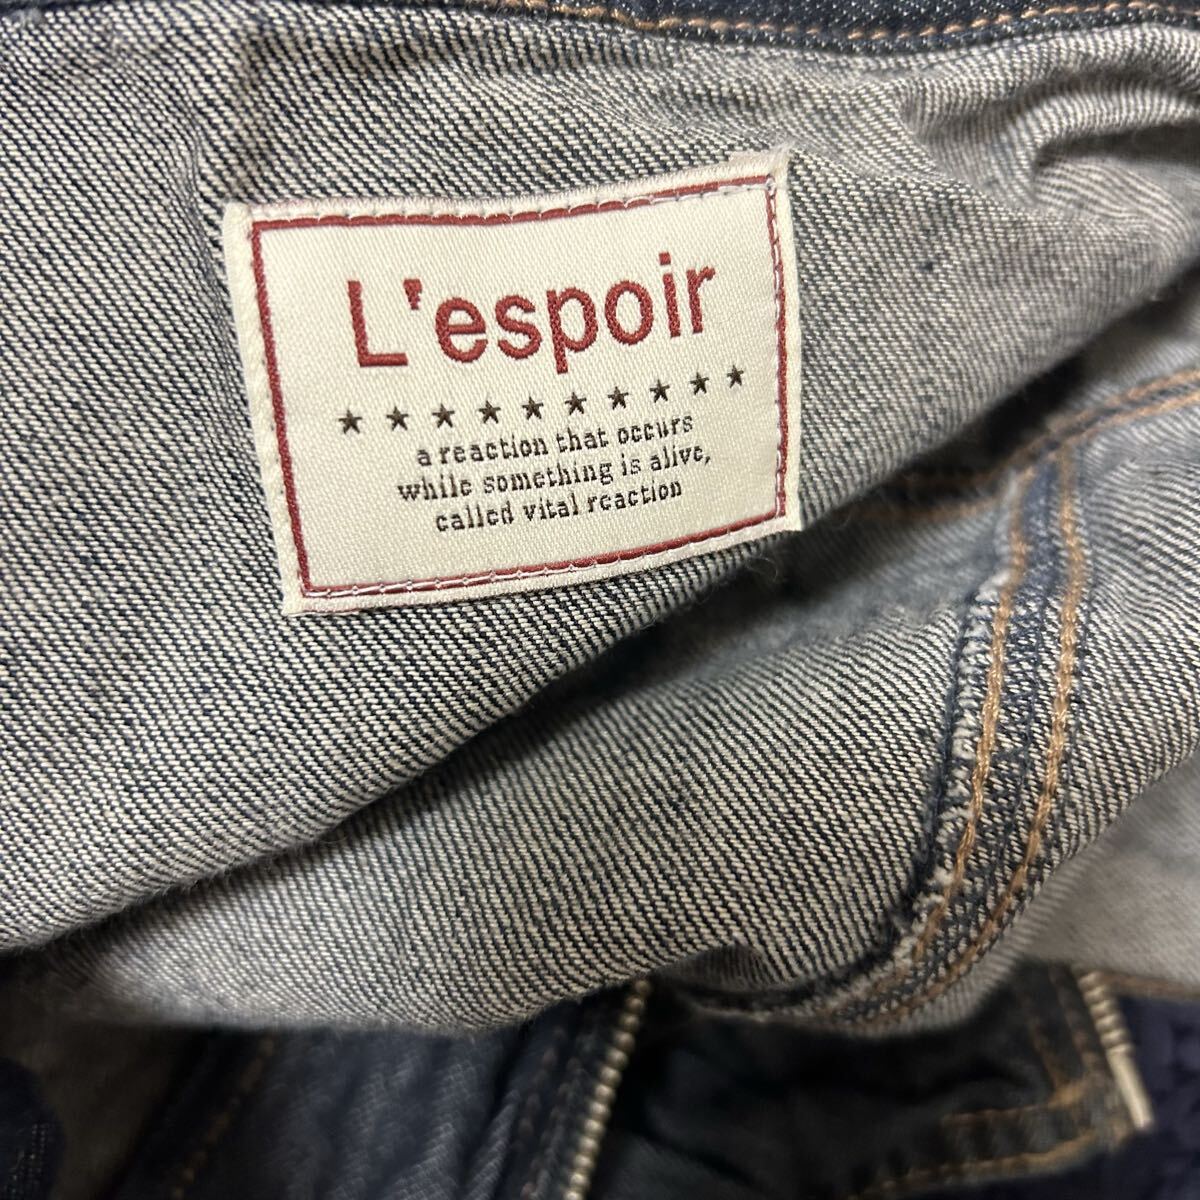 L'espoir
★★★★★★★★★
a reaction that occurs
while something is alive,
called vital reaction